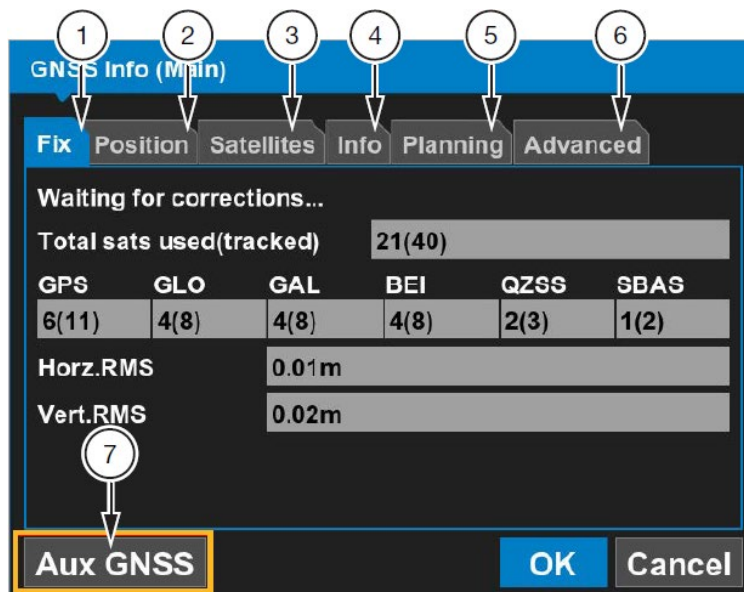 1 2 3 4 5 6
GNSS Info (Main)
Fix Position Satellites Info Planning Advanced
Waiting for corrections...
Total sats used(tracked) 21(40)
GPS GLO GAL BEI QZSS SBAS
6(11) 4(8) 4(8) 4(8) 2(3) 1(2)
Horz.RMS 0.01m
Vert.RMS 0.02m
7
Aux GNSS OK Cancel